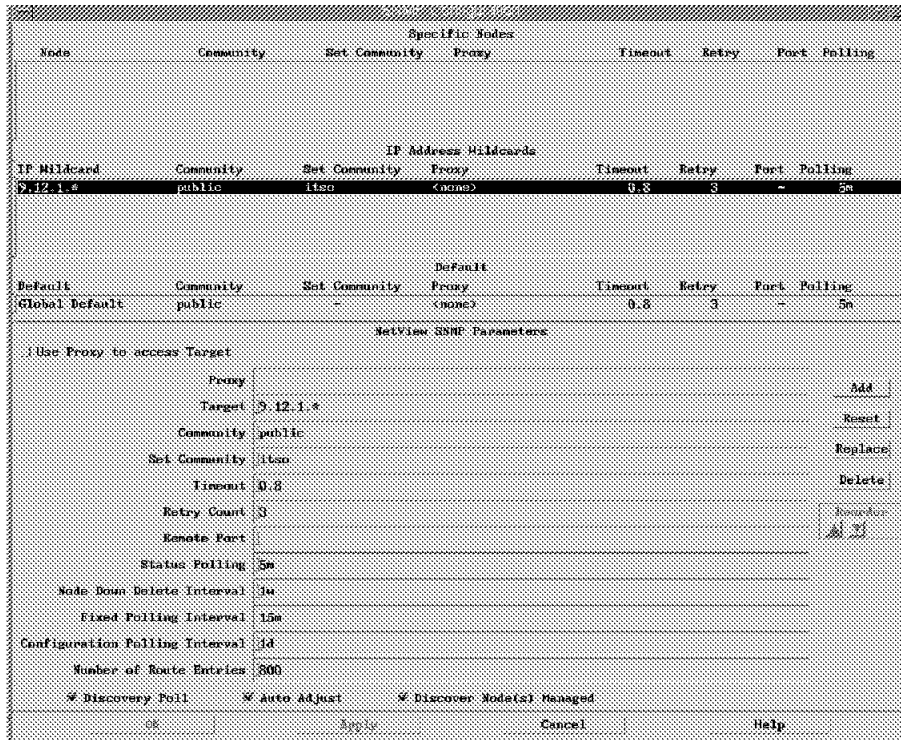 SNMP Configuration
Specific Nodes
Node Community Set Community Proxy Timeout Retry Port Polling
IP Address Wildcards
IP Wildcard Community Set Community Proxy Timeout Retry Port Polling
9.12.1.* public itso <none> 0.8 3 - 5m
Default
Default Community Set Community Proxy Timeout Retry Port Polling
Global Default public - <none> 0.8 3 - 5m
NetView SNMP Parameters
Use Proxy to access Target
Proxy
Add
Target 9.12.1.*
Reset
Community public
Replace
Set Community itso
Delete
Timeout 0.8
Retry Count 3
Reorder
Remote Port
Status Polling 5m
Node Down Delete Interval 1w
Fixed Polling Interval 15m
Configuration Polling Interval 1d
Number of Route Entries 800
Discovery Poll Auto Adjust Discover Node(s) Managed
OK Apply Cancel Help